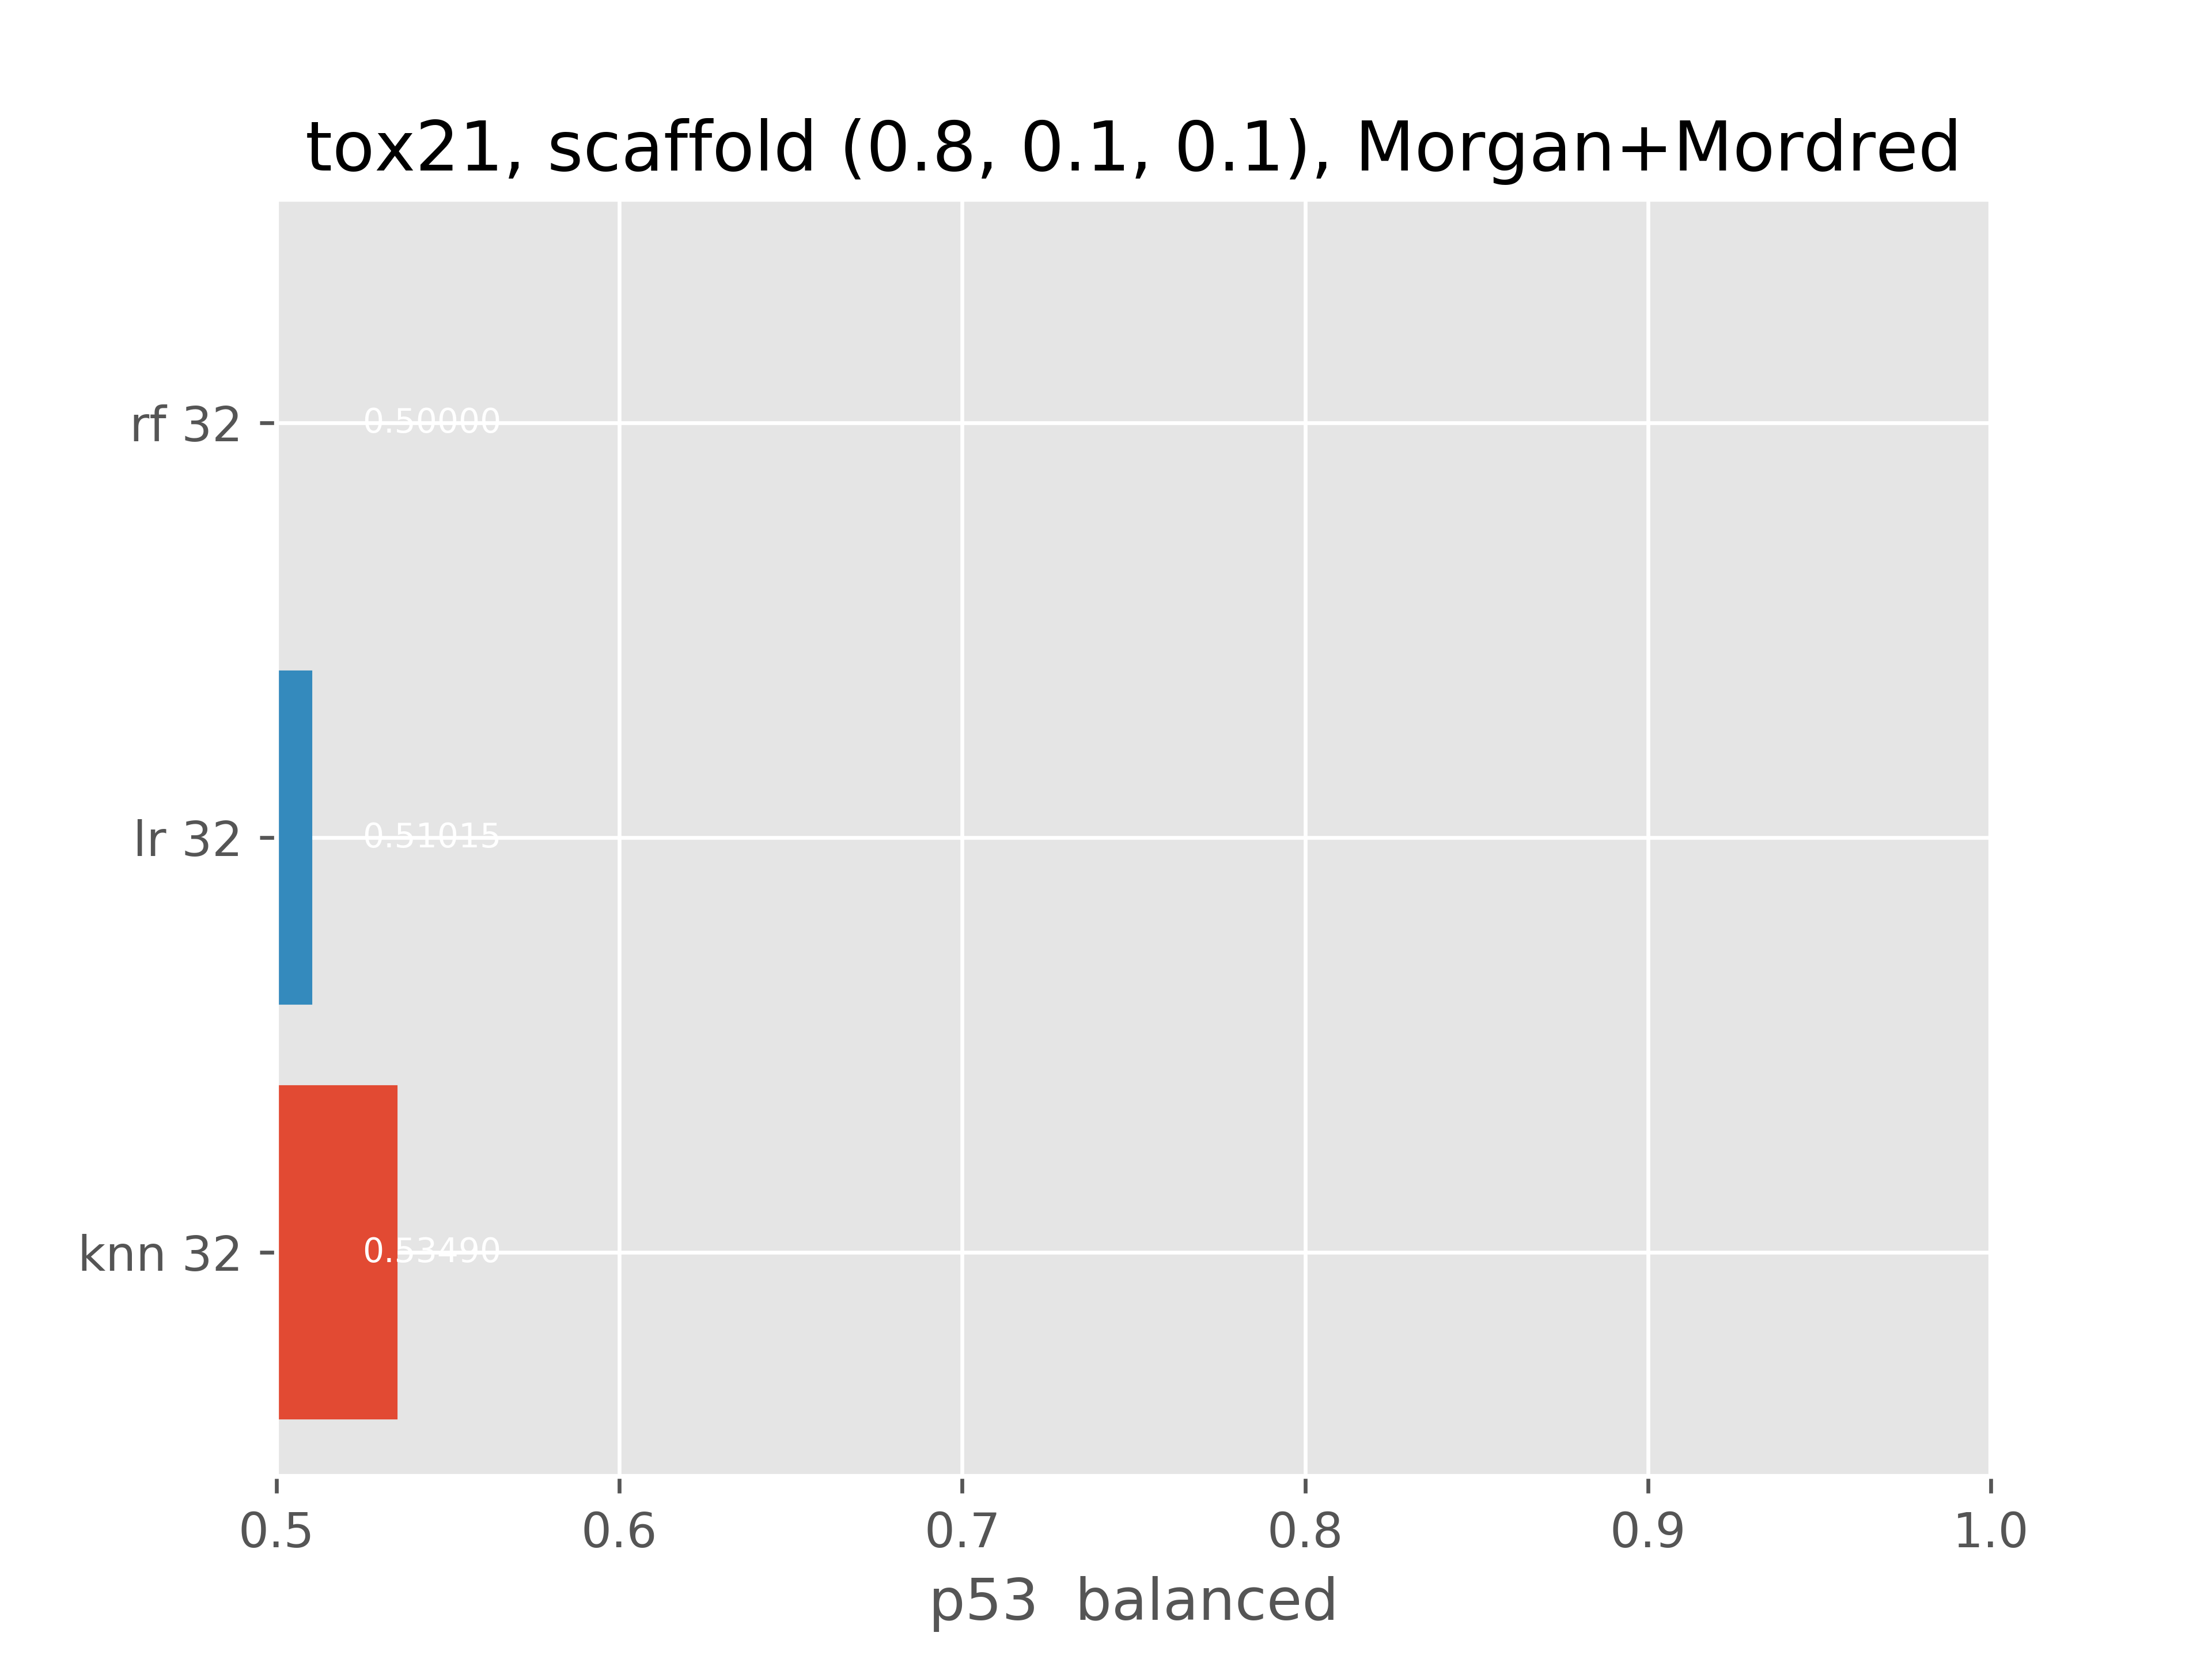 tox21, scaffold (0.8, 0.1, 0.1), Morgan+Mordred
rf 32
0.50000
lr 32
0.51015
knn 32
0.53490
0.5 0.6 0.7 0.8 0.9 1.0
p53 balanced